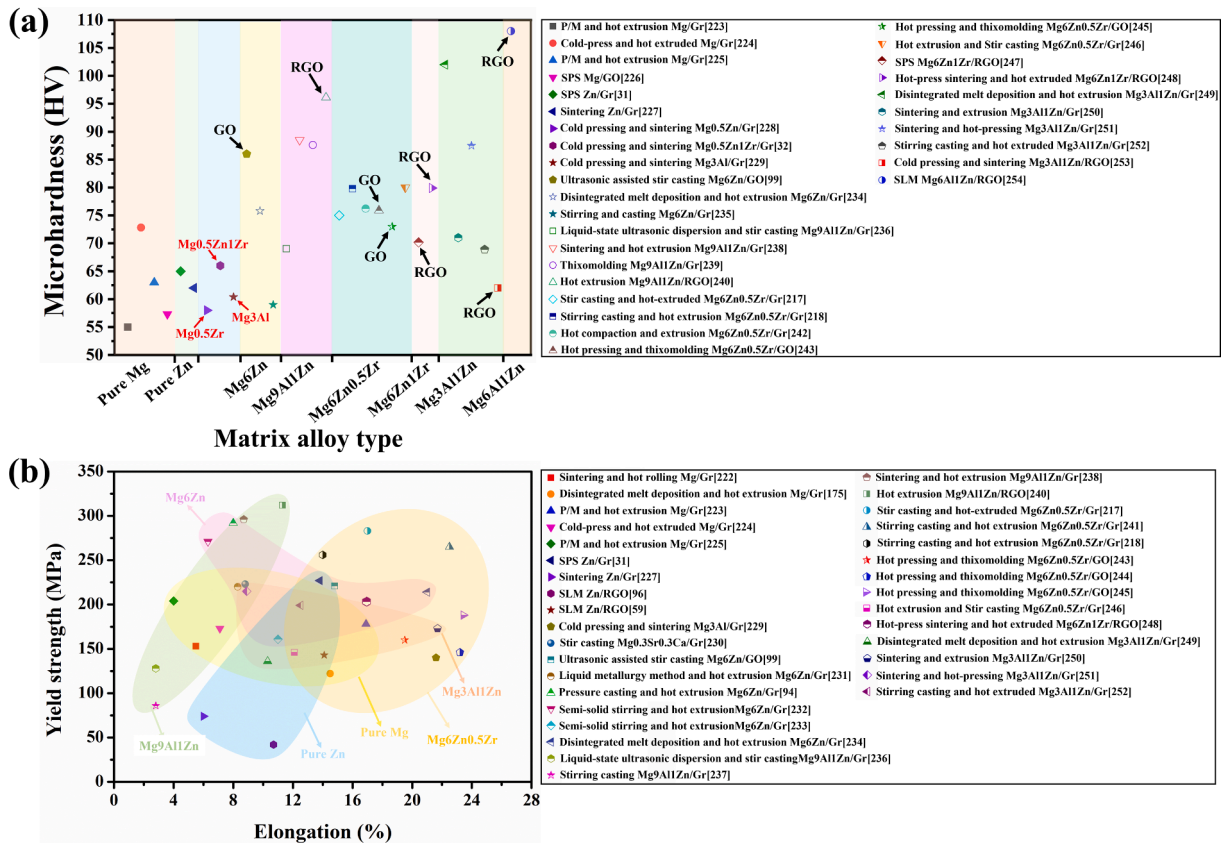 (a)
110
105
100
95
90
85
80
75
70
65
60
55
50
Microhardness (HV)
GO
RGO
RGO
RGO
GO
GO
RGO
RGO
Mg0.5Zn1Zr
Mg0.5Zr
Mg3Al
Pure Mg
Pure Zn
Mg6Zn
Mg9Al1Zn
Mg6Zn0.5Zr
Mg6Zn1Zr
Mg3Al1Zn
Mg6Al1Zn
Matrix alloy type
P/M and hot extrusion Mg/Gr[223]
Cold-press and hot extruded Mg/Gr[224]
P/M and hot extrusion Mg/Gr[225]
SPS Mg/GO[226]
SPS Zn/Gr[31]
Sintering Zn/Gr[227]
Cold pressing and sintering Mg0.5Zn/Gr[228]
Cold pressing and sintering Mg0.5Zn1Zr/Gr[32]
Cold pressing and sintering Mg3Al/Gr[229]
Ultrasonic assisted stir casting Mg6Zn/GO[99]
Disintegrated melt deposition and hot extrusion Mg6Zn/Gr[234]
Stirring and casting Mg6Zn/Gr[235]
Liquid-state ultrasonic dispersion and stir casting Mg9Al1Zn/Gr[236]
Sintering and hot extrusion Mg9Al1Zn/Gr[238]
Thixomolding Mg9Al1Zn/Gr[239]
Hot extrusion Mg9Al1Zn/RGO[240]
Stir casting and hot-extruded Mg6Zn0.5Zr/Gr[217]
Stirring casting and hot extrused Mg6Zn0.5Zr/Gr[218]
Hot compaction and extrusion Mg6Zn0.5Zr/Gr[242]
Hot pressing and thixomolding Mg6Zn0.5Zr/GO[243]
Hot pressing and thixomolding Mg6Zn0.5Zr/GO[245]
Hot extrusion and Stir casting Mg6Zn0.5Zr/Gr[246]
SPS Mg6Zn1Zr/RGO[247]
Hot-press sintering and hot extruded Mg6Zn1Zr/RGO[248]
Disintegrated melt deposition and hot extrusion Mg3Al1Zn/Gr[249]
Sintering and extrusion Mg3Al1Zn/Gr[250]
Sintering and hot-pressing Mg3Al1Zn/Gr[251]
Stirring casting and hot extruded Mg3Al1Zn/Gr[252]
Cold pressing and sintering Mg3Al1Zn/RGO[253]
SLM Mg6Al1Zn/RGO[254]
(b)
350
300
250
200
150
100
50
0
Yield strength (MPa)
Mg6Zn
Mg3Al1Zn
Mg9Al1Zn
Pure Zn
Pure Mg
Mg6Zn0.5Zr
0 4 8 12 16 20 24 28
Elongation (%)
Sintering and hot rolling Mg/Gr[222]
Disintegrated melt deposition and hot extrusion Mg/Gr[175]
P/M and hot extrusion Mg/Gr[223]
Cold-press and hot extruded Mg/Gr[224]
P/M and hot extrusion Mg/Gr[225]
SPS Zn/Gr[31]
Sintering Zn/Gr[227]
SLM Zn/RGO[96]
SLM Zn/RGO[59]
Cold pressing and sintering Mg3Al/Gr[229]
Stir casting Mg0.3Sr0.3Ca/Gr[230]
Ultrasonic assisted stir casting Mg6Zn/GO[99]
Liquid metallurgy method and hot extrusion Mg6Zn/Gr[231]
Pressure casting and hot extrusion Mg6Zn/Gr[94]
Semi-solid stirring and hot extrusionMg6Zn/Gr[232]
Semi-solid stirring and hot extrusionMg6Zn/Gr[233]
Disintegrated melt deposition and hot extrusion Mg6Zn/Gr[234]
Liquid-state ultrasonic dispersion and stir castingMg9Al1Zn/Gr[236]
Stirring casting Mg9Al1Zn/Gr[237]
Sintering and hot extrusion Mg9Al1Zn/Gr[238]
Hot extrusion Mg9Al1Zn/RGO[240]
Stir casting and hot-extruded Mg6Zn0.5Zr/Gr[217]
Stirring casting and hot extrusion Mg6Zn0.5Zr/Gr[241]
Stirring casting and hot extrusion Mg6Zn0.5Zr/Gr[218]
Hot pressing and thixomolding Mg6Zn0.5Zr/GO[243]
Hot pressing and thixomolding Mg6Zn0.5Zr/GO[244]
Hot pressing and thixomolding Mg6Zn0.5Zr/GO[245]
Hot extrusion and Stir casting Mg6Zn0.5Zr/Gr[246]
Hot-press sintering and hot extrused Mg6Zn1Zr/RGO[248]
Disintegrated melt deposition and hot extrusion Mg3Al1Zn/Gr[249]
Sintering and extrusion Mg3Al1Zn/Gr[250]
Sintering and hot-pressing Mg3Al1Zn/Gr[251]
Stirring casting and hot extruded Mg3Al1Zn/Gr[252]